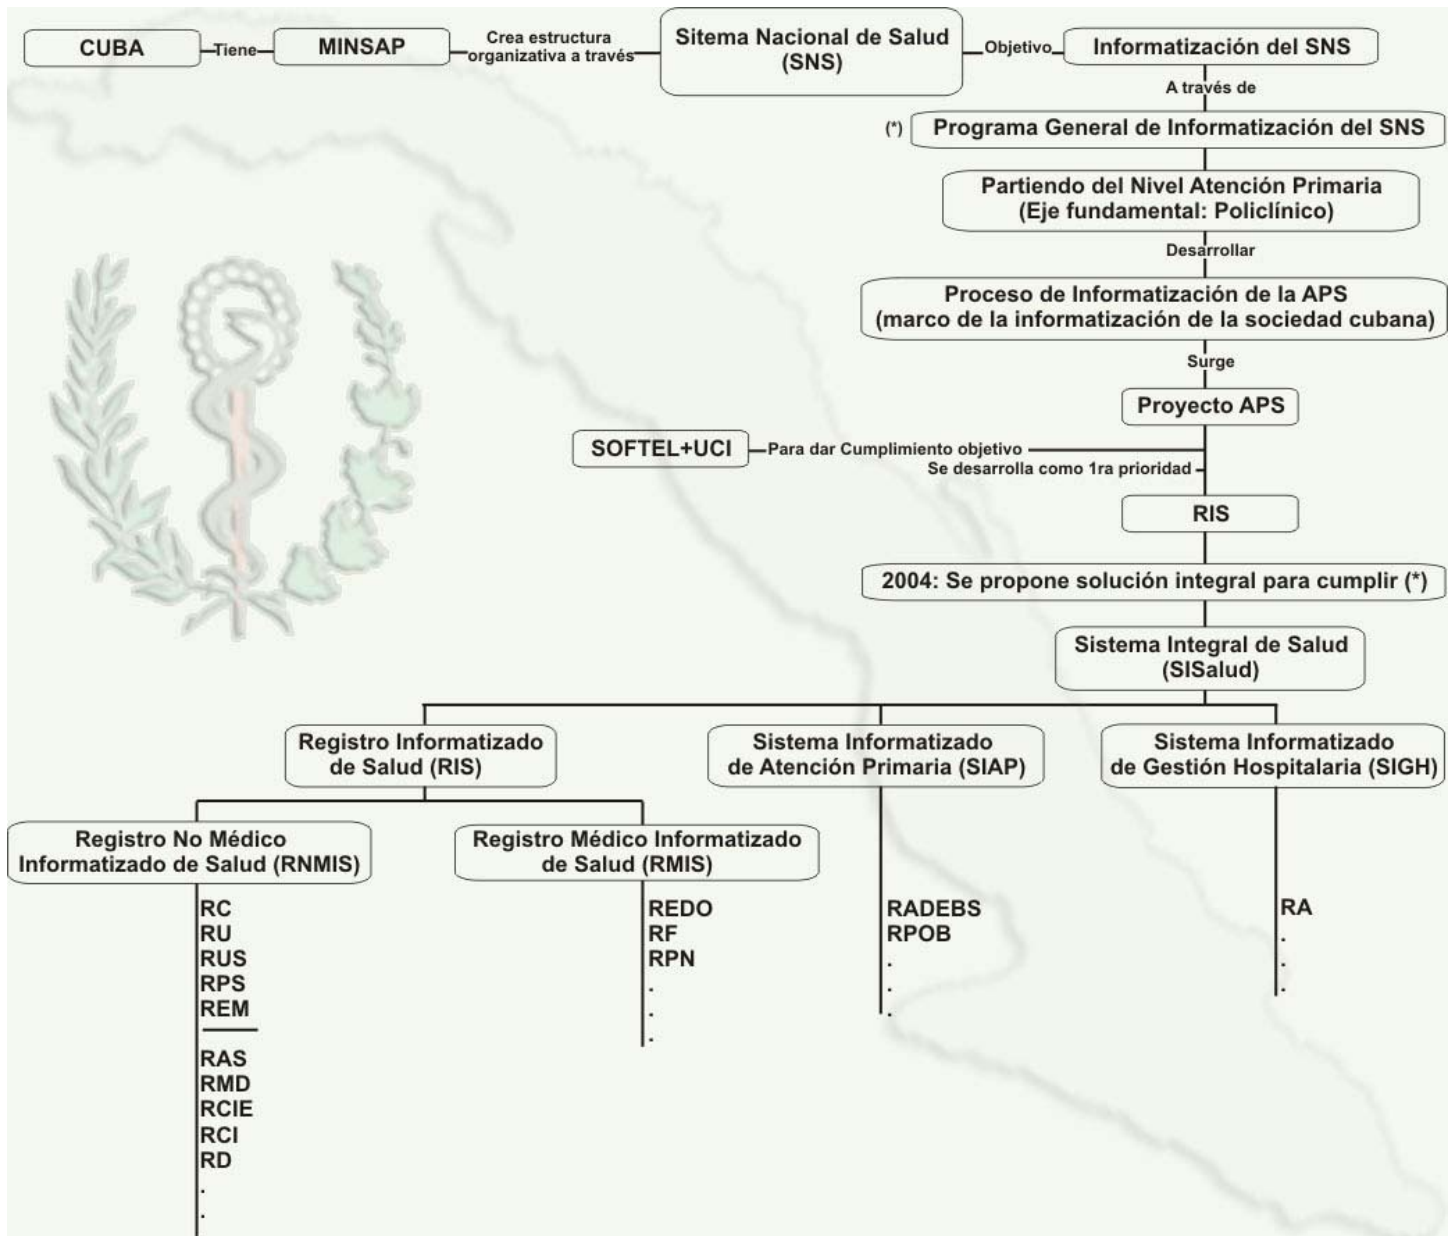 CUBA
Tiene
MINSAP
Crea estructura
organizativa a través
Sitema Nacional de Salud
(SNS)
Objetivo
Informatización del SNS
A través de
(*)
Programa General de Informatización del SNS
Partiendo del Nivel Atención Primaria
(Eje fundamental: Policlínico)
Desarrollar
Proceso de Informatización de la APS
(marco de la informatización de la sociedad cubana)
Surge
Proyecto APS
SOFTEL+UCI
Para dar Cumplimiento objetivo
Se desarrolla como 1ra prioridad
RIS
2004: Se propone solución integral para cumplir (*)
Sistema Integral de Salud
(SISalud)
Registro Informatizado
de Salud (RIS)
Sistema Informatizado
de Atención Primaria (SIAP)
Sistema Informatizado
de Gestión Hospitalaria (SIGH)
Registro No Médico
Informatizado de Salud (RNMIS)
Registro Médico Informatizado
de Salud (RMIS)
RC
RU
RUS
RPS
REM
RAS
RMD
RCIE
RCI
RD
.
.
REDO
RF
RPN
.
.
.
RADEBS
RPOB
.
.
.
RA
.
.
.